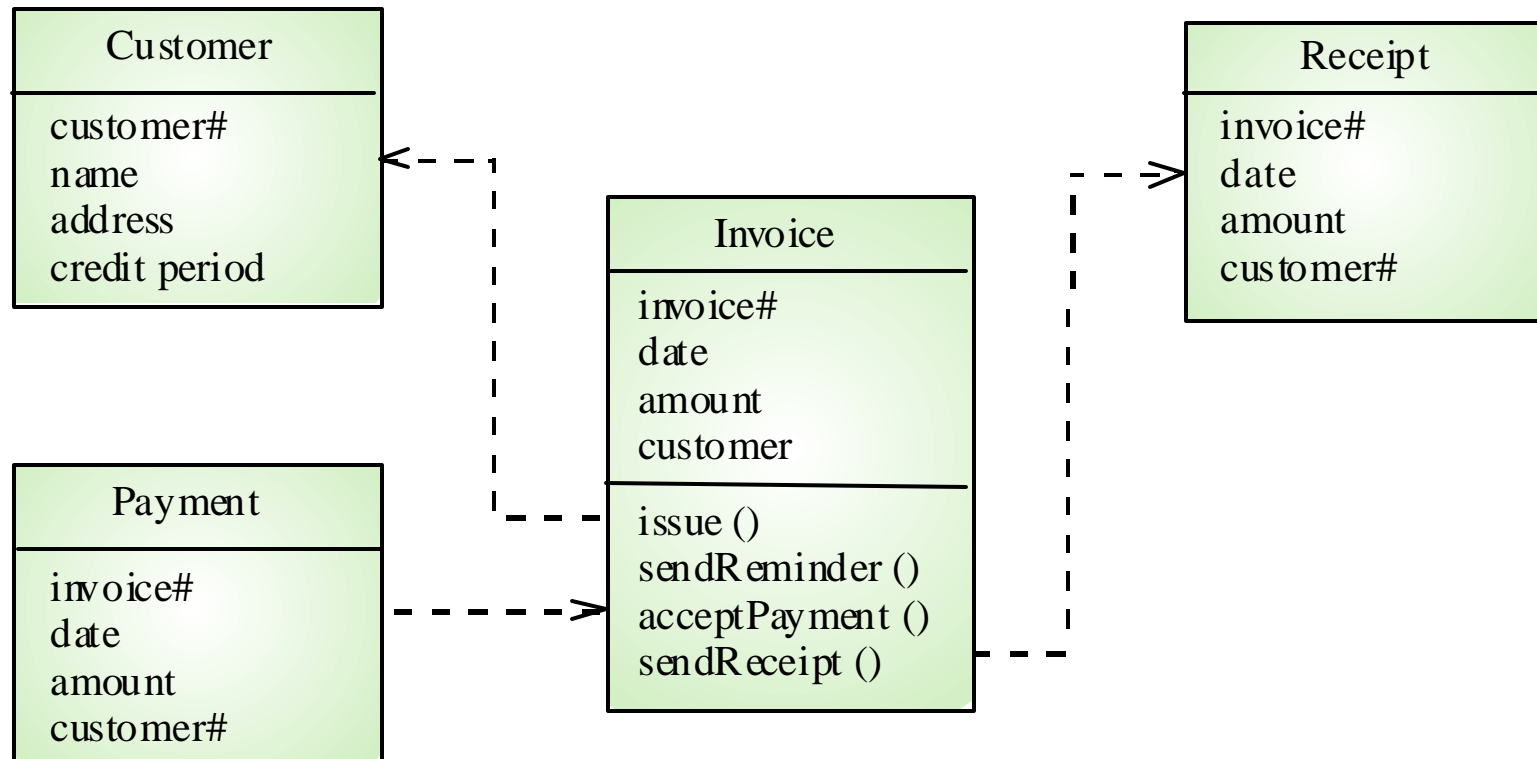 Customer
customer#
name
address
credit period
Payment
invoice#
date
amount
customer#
Invoice
invoice#
date
amount
customer
issue ()
sendReminder ()
acceptPayment ()
sendReceipt ()
Receipt
invoice#
date
amount
customer#